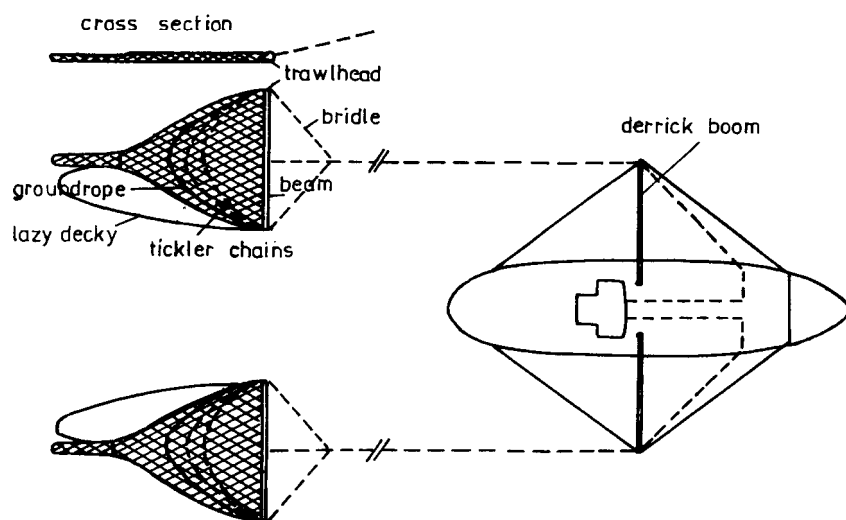 cross section
trawlhead
bridle
derrick boom
groundrope
beam
lazy decky
tickler chains